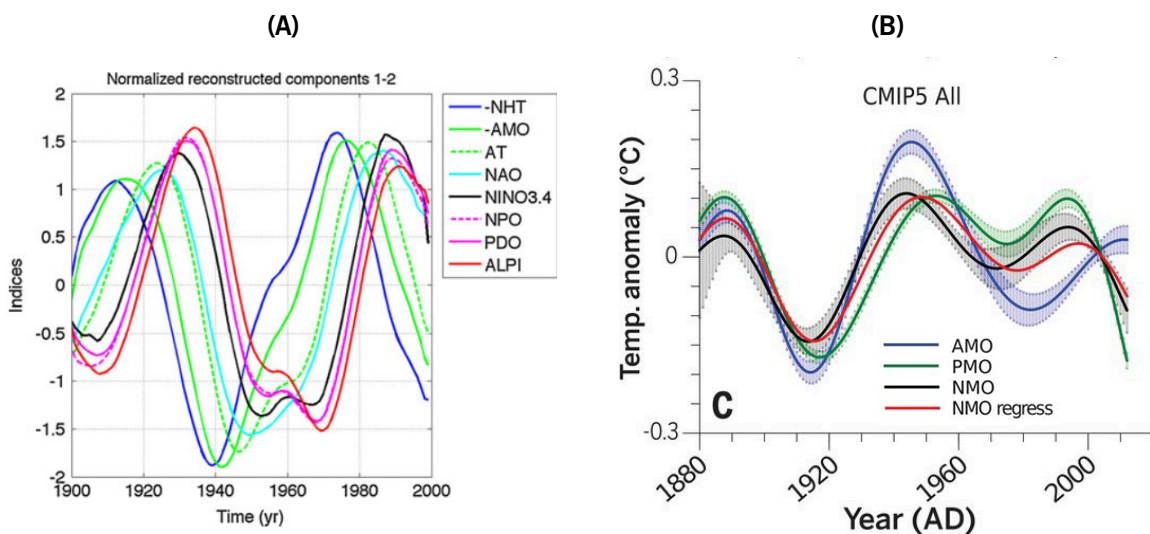 (A)
Normalized reconstructed components 1-2
2
1.5
1
0.5
0
-0.5
-1
-1.5
-2
Indices
1900
1920
1940
1960
1980
2000
Time (yr)
-NHT
-AMO
AT
NAO
NINO3.4
NPO
PDO
ALPI
(B)
CMIP5 All
0.3
0
-0.3
Temp. anomaly (°C)
AMO
PMO
NMO
NMO regress
C
1880
1920
1960
2000
Year (AD)